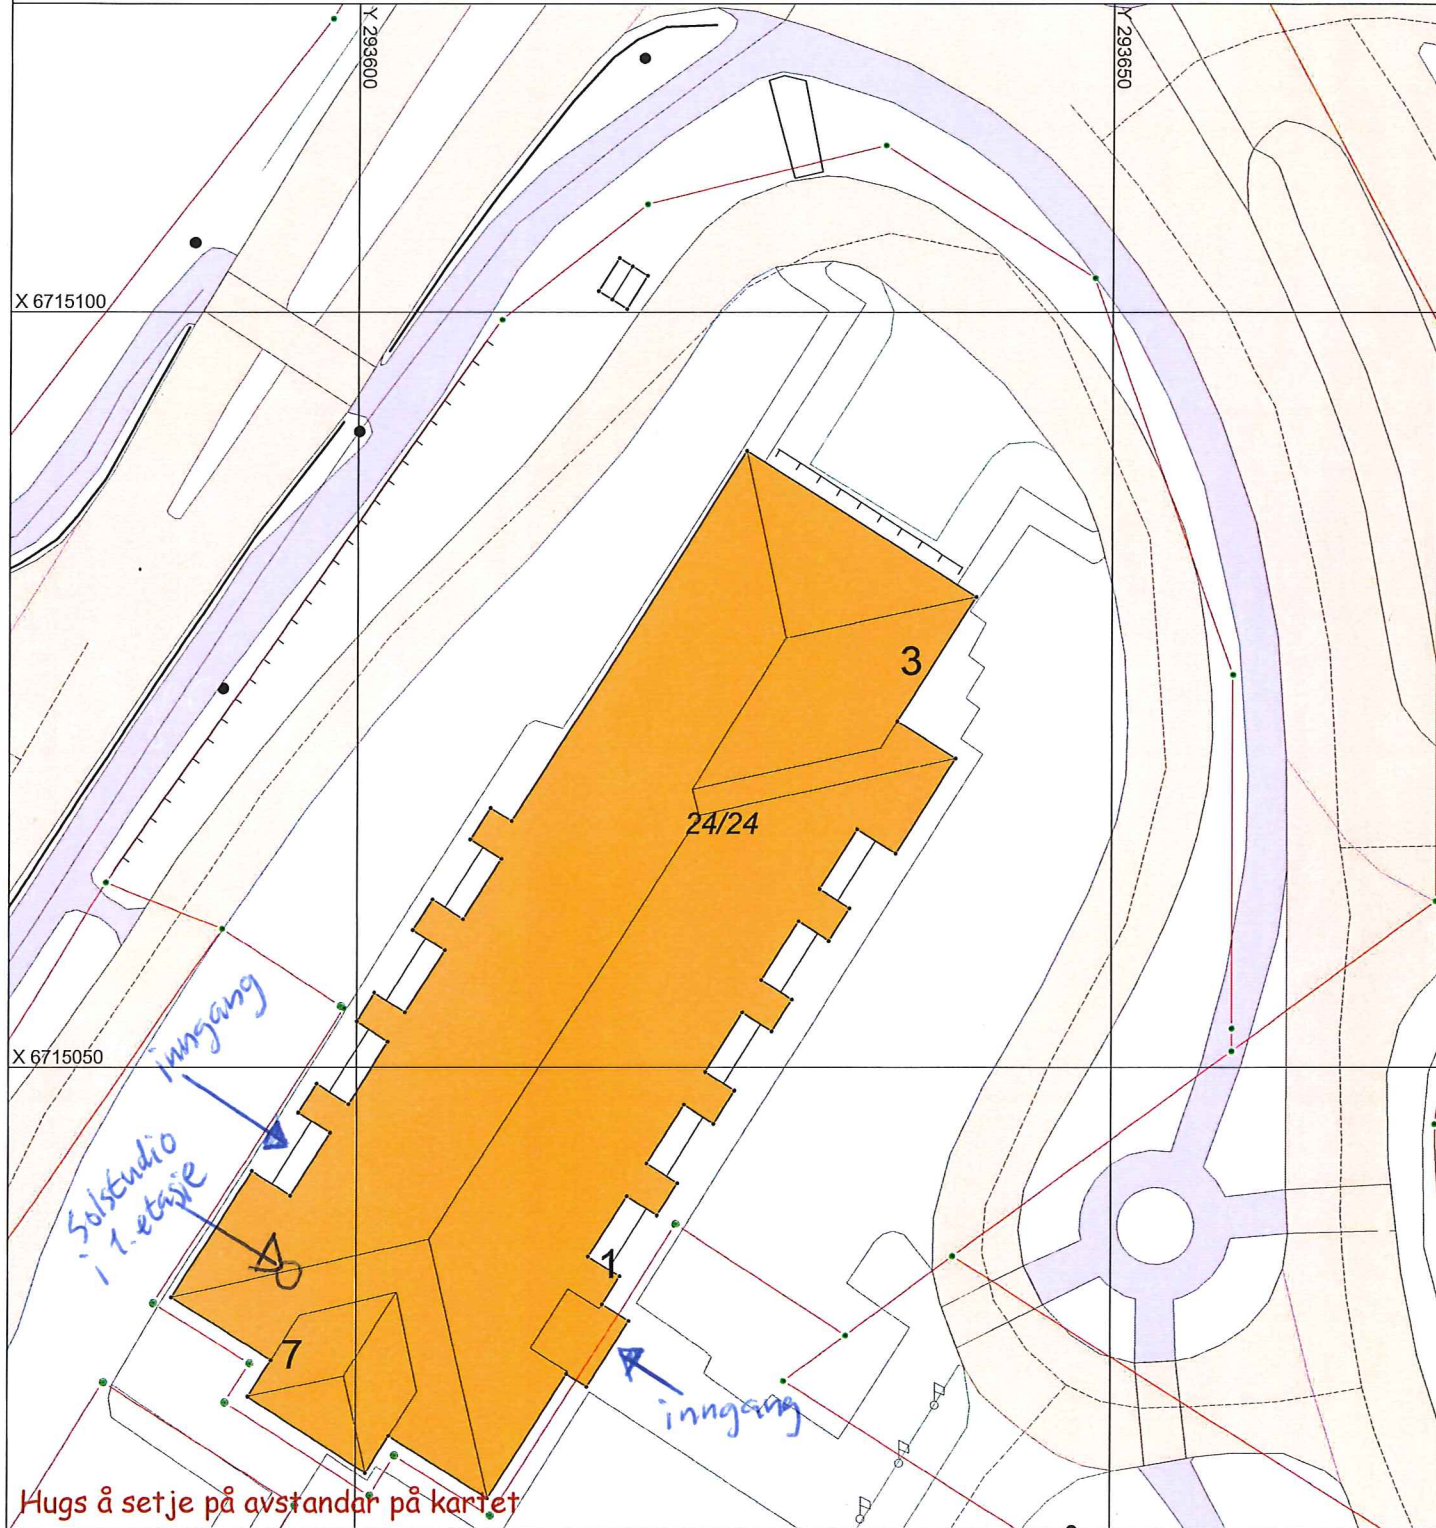 Y 293600
Y 293650
X 6715100
3
24/24
inngang
X 6715050
Solstudio
i 1. etasje
1
7
inngang
Hugs å setje på avstandar på kartet